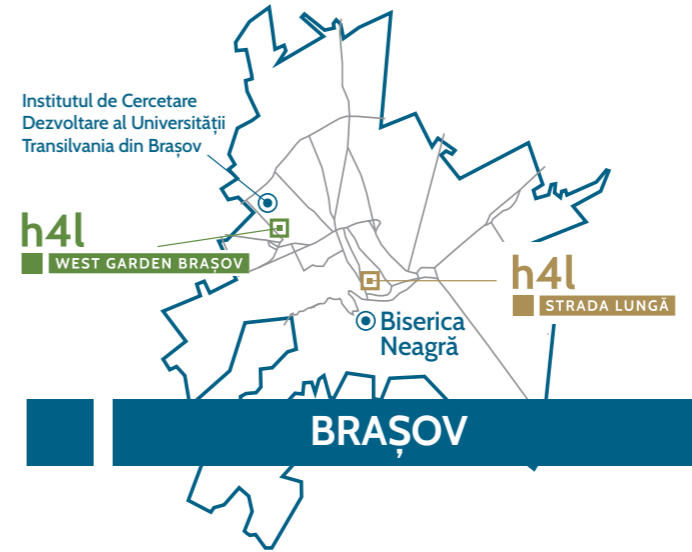 Institutul de Cercetare
Dezvoltare al Universității
Transilvania din Brașov
h4l
WEST GARDEN BRAȘOV
h4l
STRADA LUNGĂ
Biserica
Neagră
BRAȘOV